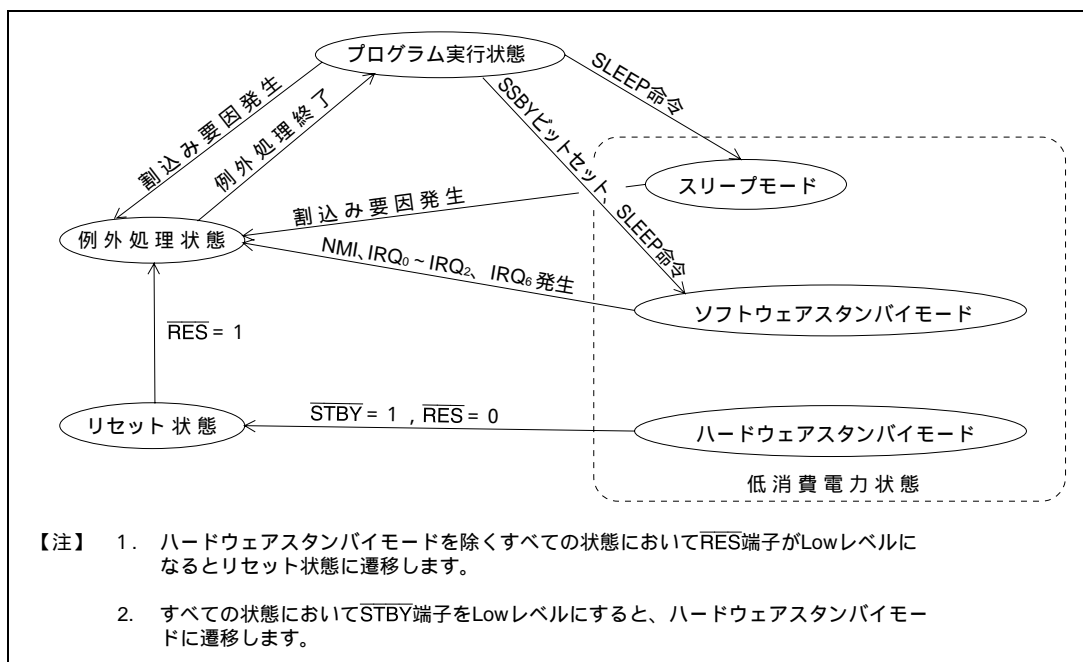 プログラム実行状態
SLEEP命令
割込み要因発生
例外処理終了
SSBYビットセット、SLEEP命令
スリープモード
割込み要因発生
例外処理状態
NMI、IRQ₀~IRQ₂、IRQ₆発生
ソフトウェアスタンバイモード
R̅E̅S̅= 1
リセット状態
S̅T̅B̅Y̅= 1 , R̅E̅S̅= 0
ハードウェアスタンバイモード
低消費電力状態
【注】 1. ハードウェアスタンバイモードを除くすべての状態においてR̅E̅S̅端子がLowレベルに
なるとリセット状態に遷移します。
2. すべての状態においてS̅T̅B̅Y̅端子をLowレベルにすると、ハードウェアスタンバイモー
ドに遷移します。